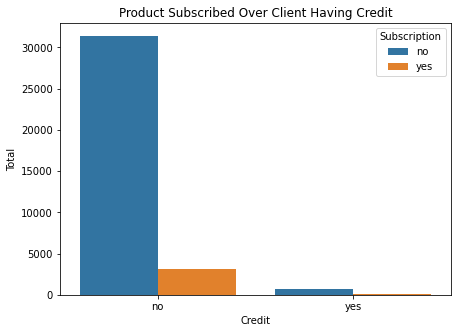 Product Subscribed Over Client Having Credit
Subscription
no
yes
30000
25000
20000
15000
10000
5000
0
Total
no
yes
Credit